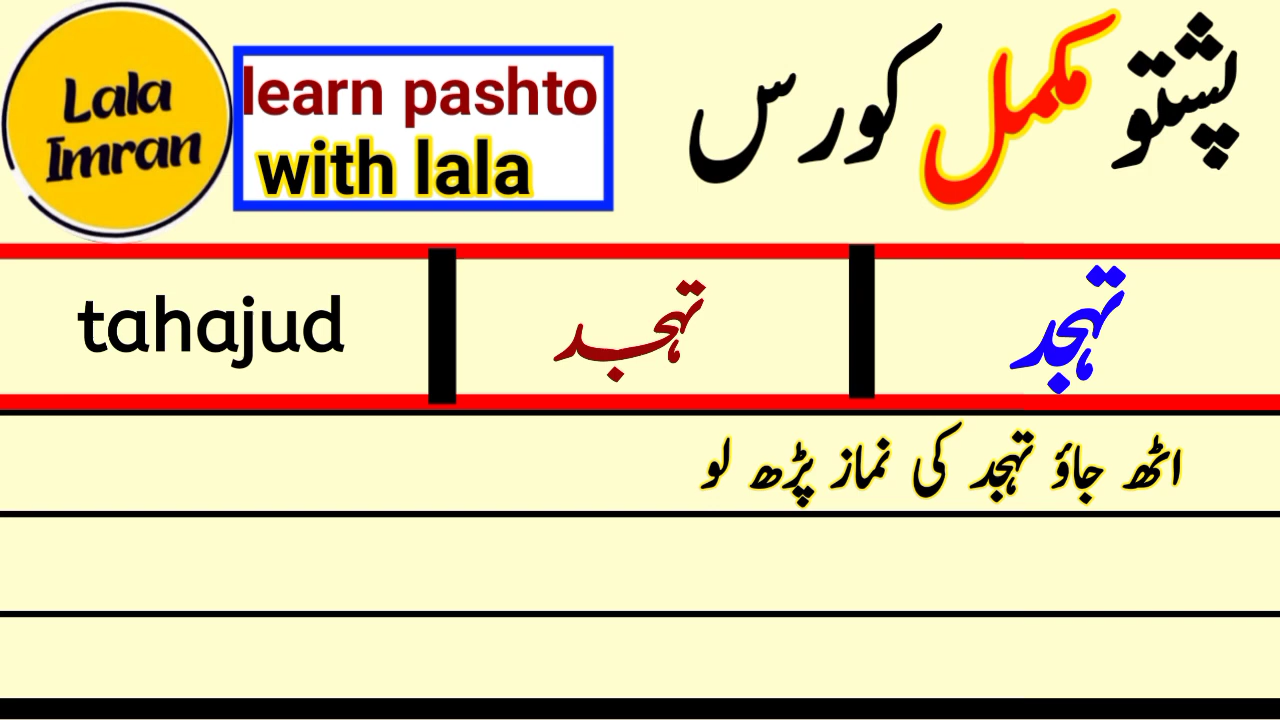 Lala
Imran
learn pashto
with lala
پشتو مکمل کورس
tahajud
تہجد
تہجد
اٹھ جاؤ تہجد کی نماز پڑھ لو